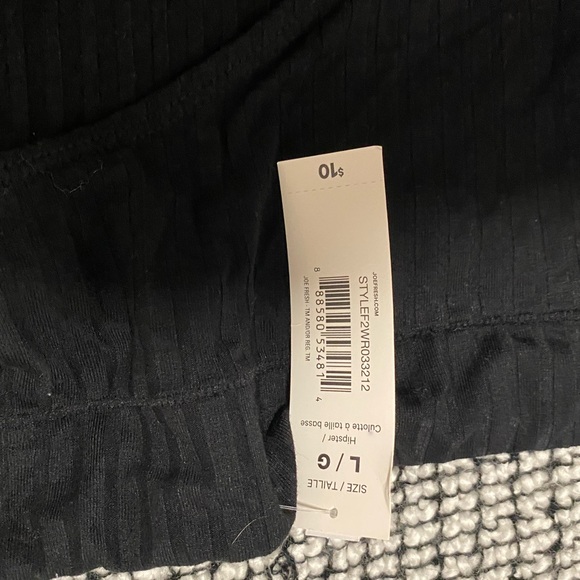 SIZE / TAILLE
L / G
Hipster /
Culotte à taille basse
JOEFRESH.COM
STYLEF2WR033212
8 88580 53481 4
JOE FRESH - TM AND/OR REG. TM
$10